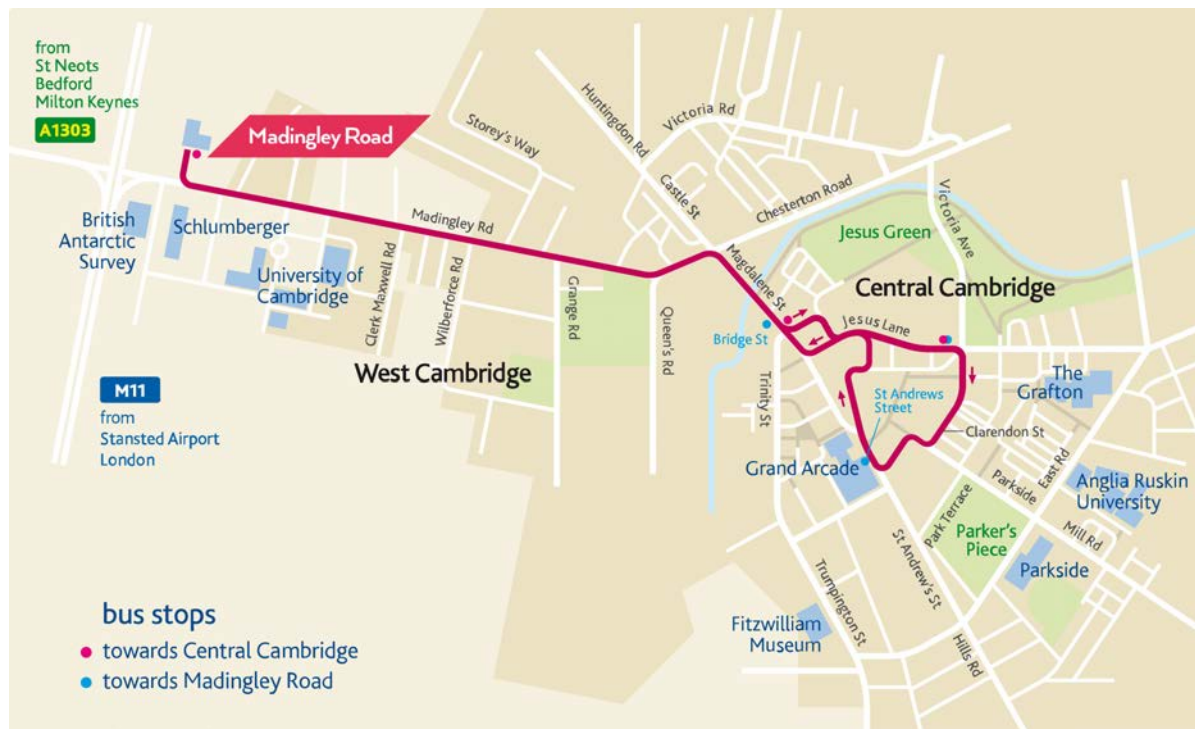 from
St Neots
Bedford
Milton Keynes
A1303
Madingley Road
Storey's Way
Huntingdon Rd
Victoria Rd
Castle St
Chesterton Road
Victoria Ave
British
Antarctic
Survey
Schlumberger
University of
Cambridge
Madingley Rd
Clerk Maxwell Rd
Wilberforce Rd
Grange Rd
Queen's Rd
West Cambridge
Magdalene St
Jesus Green
Central Cambridge
Bridge St
Jesus Lane
Trinity St
St Andrews
Street
The
Grafton
Clarendon St
Grand Arcade
M11
from
Stansted Airport
London
Parkside
East Rd
Anglia Ruskin
University
Park Terrace
Parker's
Piece
Mill Rd
Parkside
St Andrew's St
Trumpington St
Fitzwilliam
Museum
Hills Rd
bus stops
towards Central Cambridge
towards Madingley Road